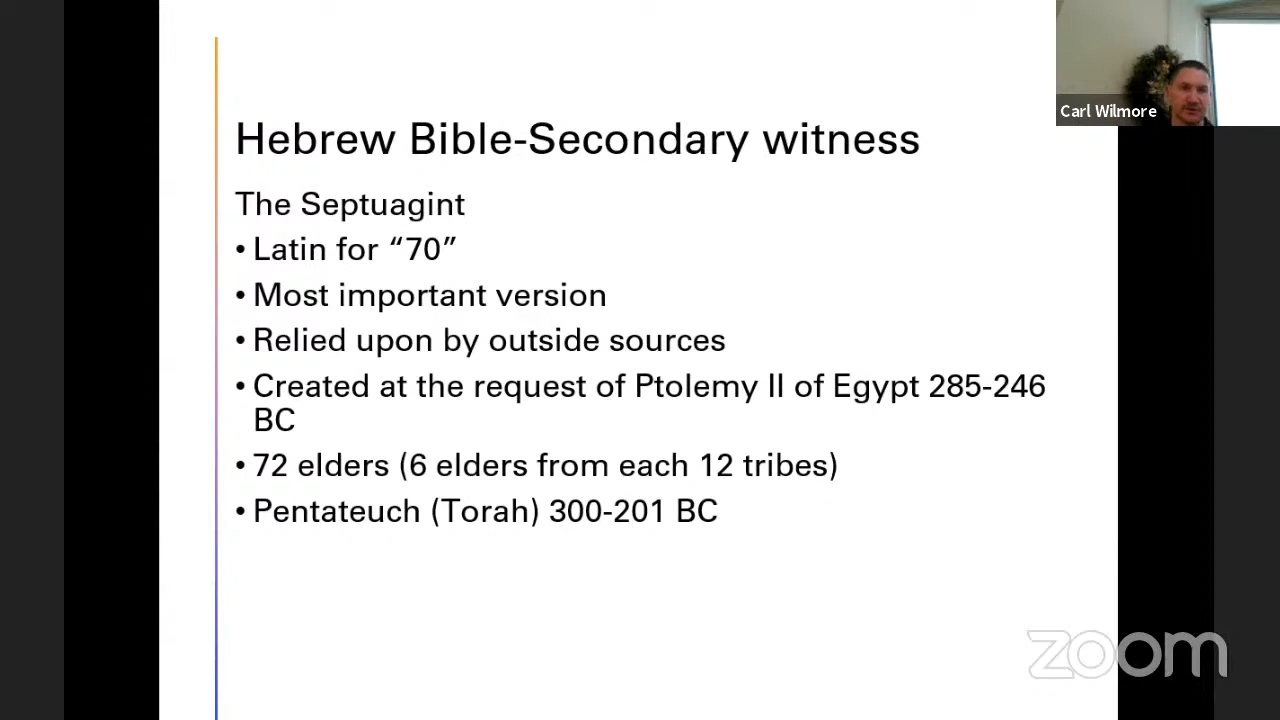 Carl Wilmore
Hebrew Bible-Secondary witness
The Septuagint
• Latin for “70”
• Most important version
• Relied upon by outside sources
• Created at the request of Ptolemy II of Egypt 285-246
BC
• 72 elders (6 elders from each 12 tribes)
• Pentateuch (Torah) 300-201 BC
zoom